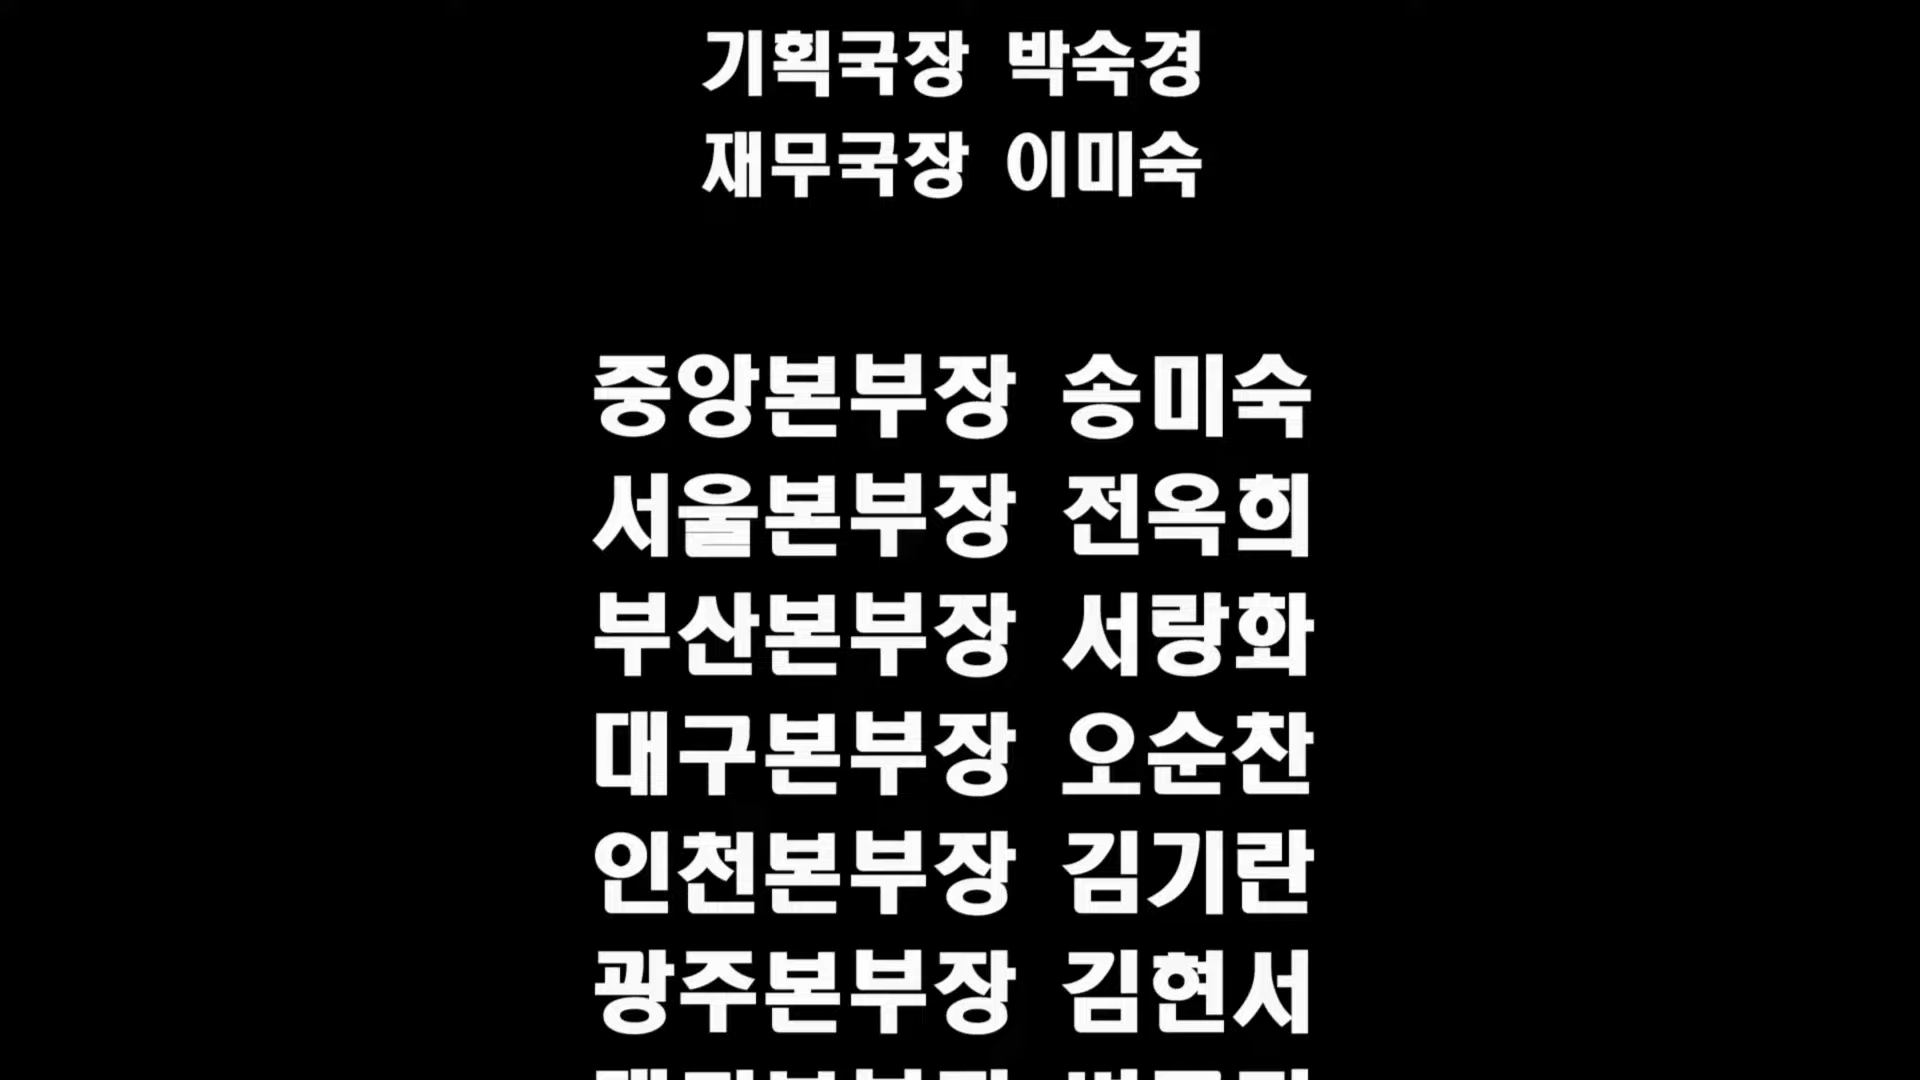 기획국장 박숙경
재무국장 이미숙
중앙본부장 송미숙
서울본부장 전옥희
부산본부장 서랑화
대구본부장 오순찬
인천본부장 김기란
광주본부장 김현서